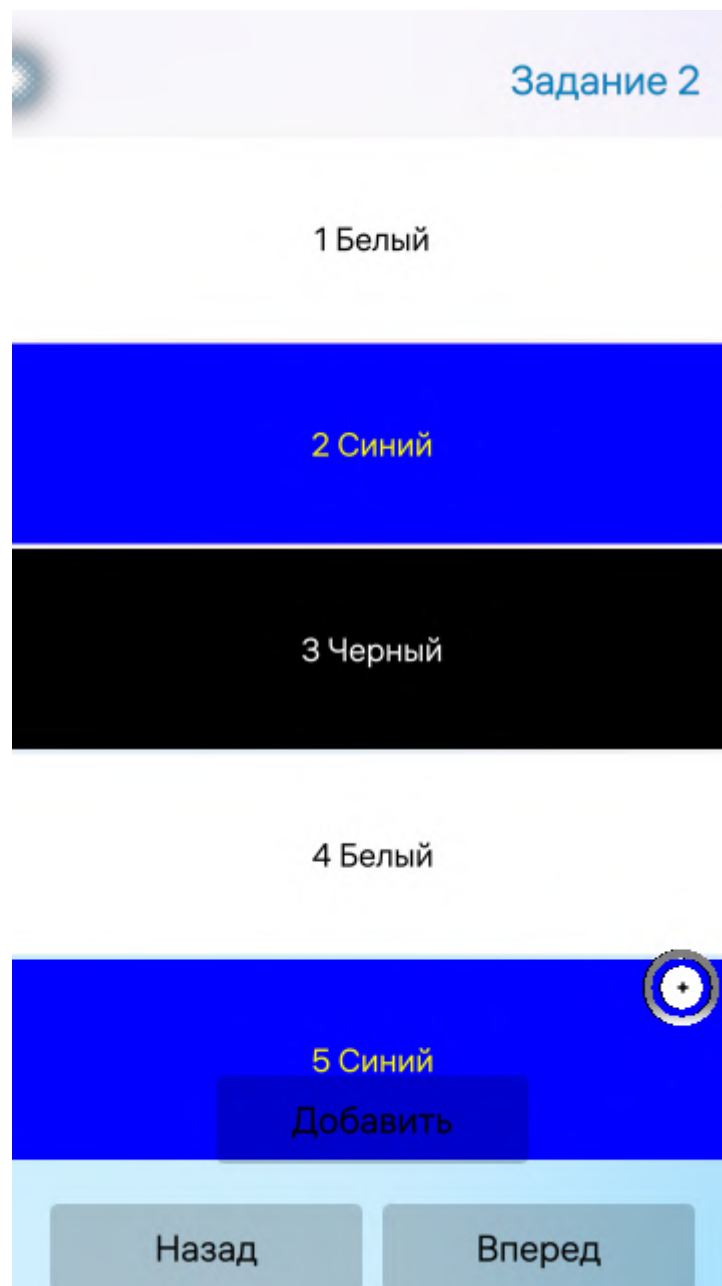 Задание 2
1 Белый
2 Синий
3 Черный
4 Белый
5 Синий
Добавить
Назад
Вперед